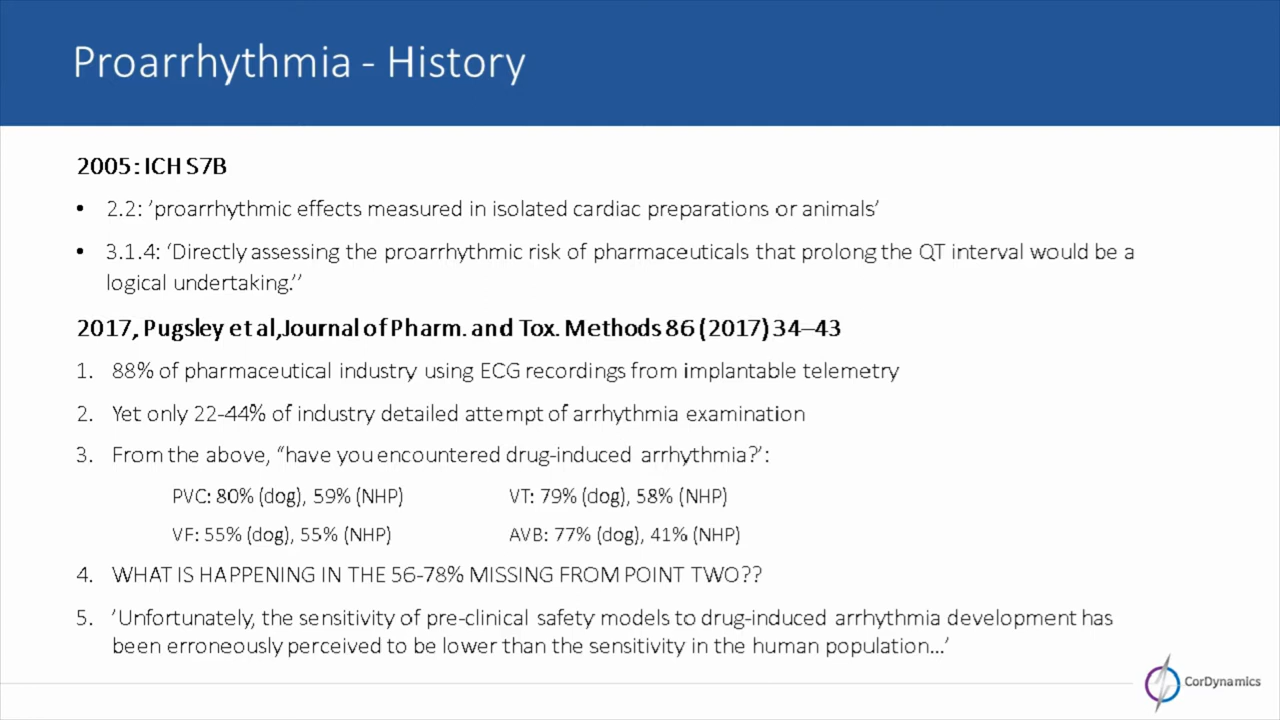 Proarrhythmia - History
2005: ICH S7B
• 2.2: ’proarrhythmic effects measured in isolated cardiac preparations or animals’
• 3.1.4: ‘Directly assessing the proarrhythmic risk of pharmaceuticals that prolong the QT interval would be a
logical undertaking.’’
2017, Pugsley et al,Journal of Pharm. and Tox. Methods 86 (2017) 34–43
1. 88% of pharmaceutical industry using ECG recordings from implantable telemetry
2. Yet only 22-44% of industry detailed attempt of arrhythmia examination
3. From the above, “have you encountered drug-induced arrhythmia?’:
PVC: 80% (dog), 59% (NHP) VT: 79% (dog), 58% (NHP)
VF: 55% (dog), 55% (NHP) AVB: 77% (dog), 41% (NHP)
4. WHAT IS HAPPENING IN THE 56-78% MISSING FROM POINT TWO??
5. ’Unfortunately, the sensitivity of pre-clinical safety models to drug-induced arrhythmia development has
been erroneously perceived to be lower than the sensitivity in the human population…’
CorDynamics